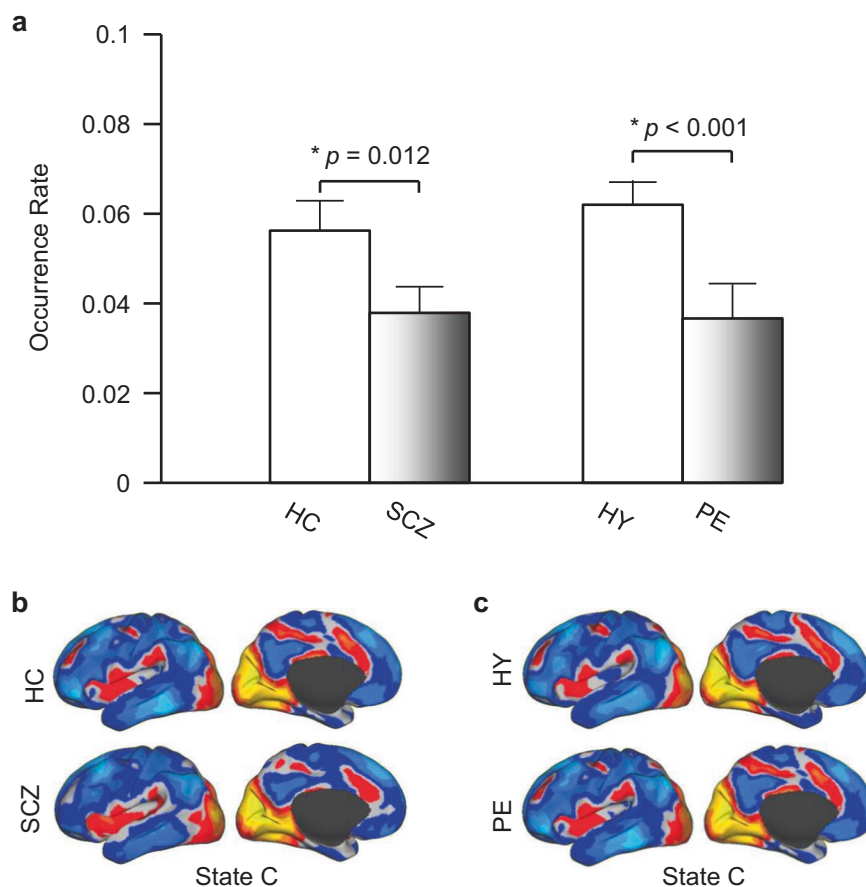 a
0.1
0.08
0.06
0.04
0.02
0
Occurrence Rate
* p = 0.012
* p < 0.001
HC
SCZ
HY
PE
b
HC
SCZ
State C
c
HY
PE
State C